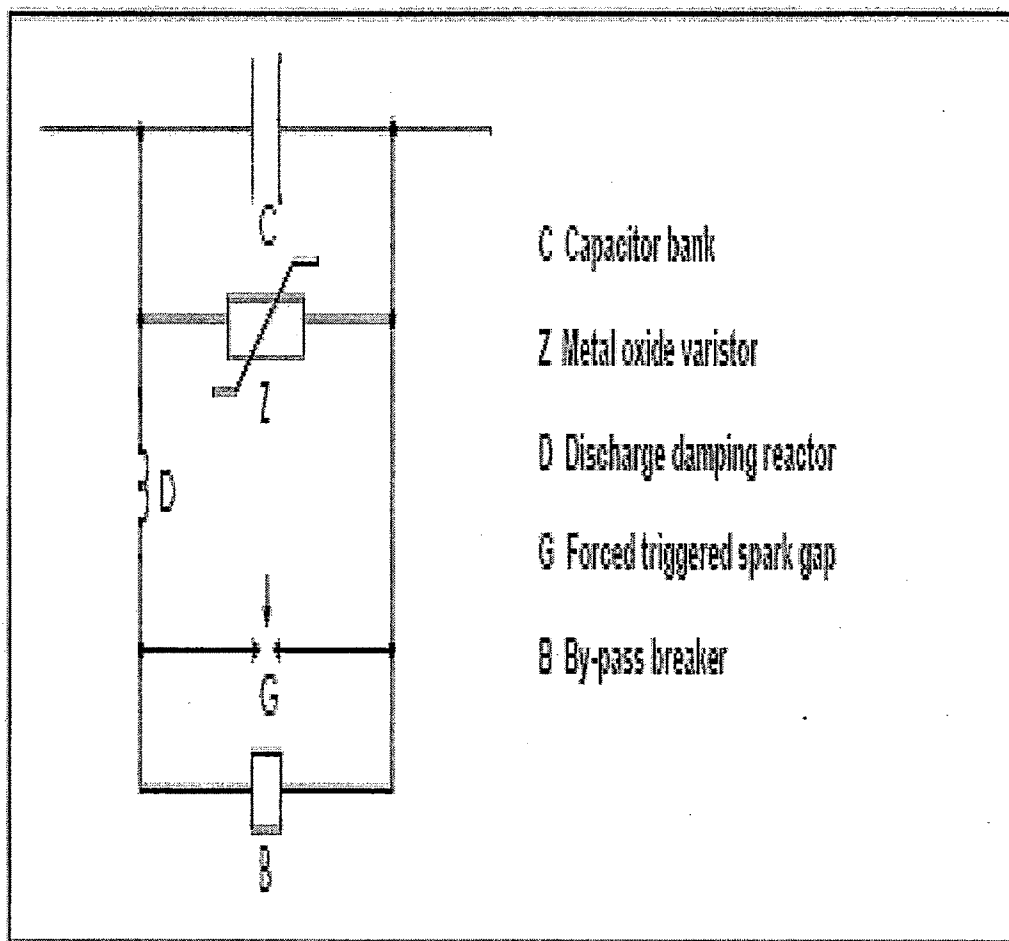 C
Z
D
G
B
C Capacitor bank
Z Metal oxide varistor
D Discharge damping reactor
G Forced triggered spark gap
B By-pass breaker